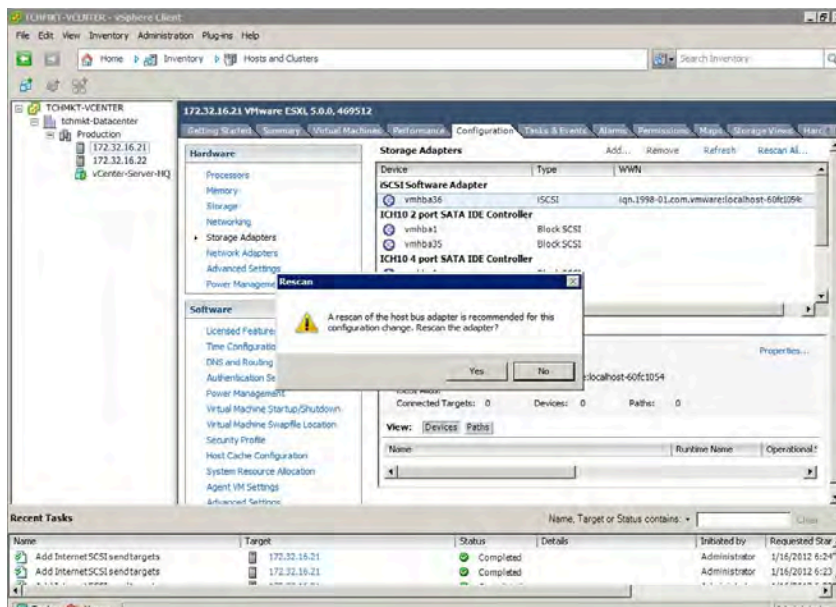 TCHMKT-VCENTER - vSphere Client
File Edit View Inventory Administration Plug-ins Help
Home Inventory Hosts and Clusters
Search Inventory
TCHMKT-VCENTER
tchmkt-Datacenter
Production
172.32.16.21
172.32.16.22
vCenter-Server-HQ
172.32.16.21 VMware ESXi, 5.0.0, 469512
Getting Started Summary Virtual Machines Performance Configuration Tasks & Events Alarms Permissions Maps Storage Views
Hardware
Processors
Memory
Storage
Networking
Storage Adapters
Network Adapters
Advanced Settings
Power Manageme
Software
Licensed Feature
Time Configuratio
DNS and Routing
Authentication Se
Power Management
Virtual Machine Startup/Shutdown
Virtual Machine Swapfile Location
Security Profile
Host Cache Configuration
System Resource Allocation
Agent VM Settings
Advanced Settings
Storage Adapters
Add... Remove Refresh Rescan Al...
Device Type WWN
iSCSI Software Adapter
vmhba36 iSCSI iqn.1998-01.com.vmware:localhost-60fc1054:
ICH10 2 port SATA IDE Controller
vmhba1 Block SCSI
vmhba35 Block SCSI
ICH10 4 port SATA IDE Controller
Rescan
A rescan of the host bus adapter is recommended for this
configuration change. Rescan the adapter?
Yes No
Properties...
e:localhost-60fc1054
Connected Targets: 0 Devices: 0 Paths: 0
View: Devices Paths
Name Runtime Name Operational
Recent Tasks
Name, Target or Status contains: Clear
Name Target Status Details Initiated by Requested Star
Add Internet SCSI send targets 172.32.16.21 Completed Administrator 1/16/2012 6:24
Add Internet SCSI send targets 172.32.16.21 Completed Administrator 1/16/2012 6:23